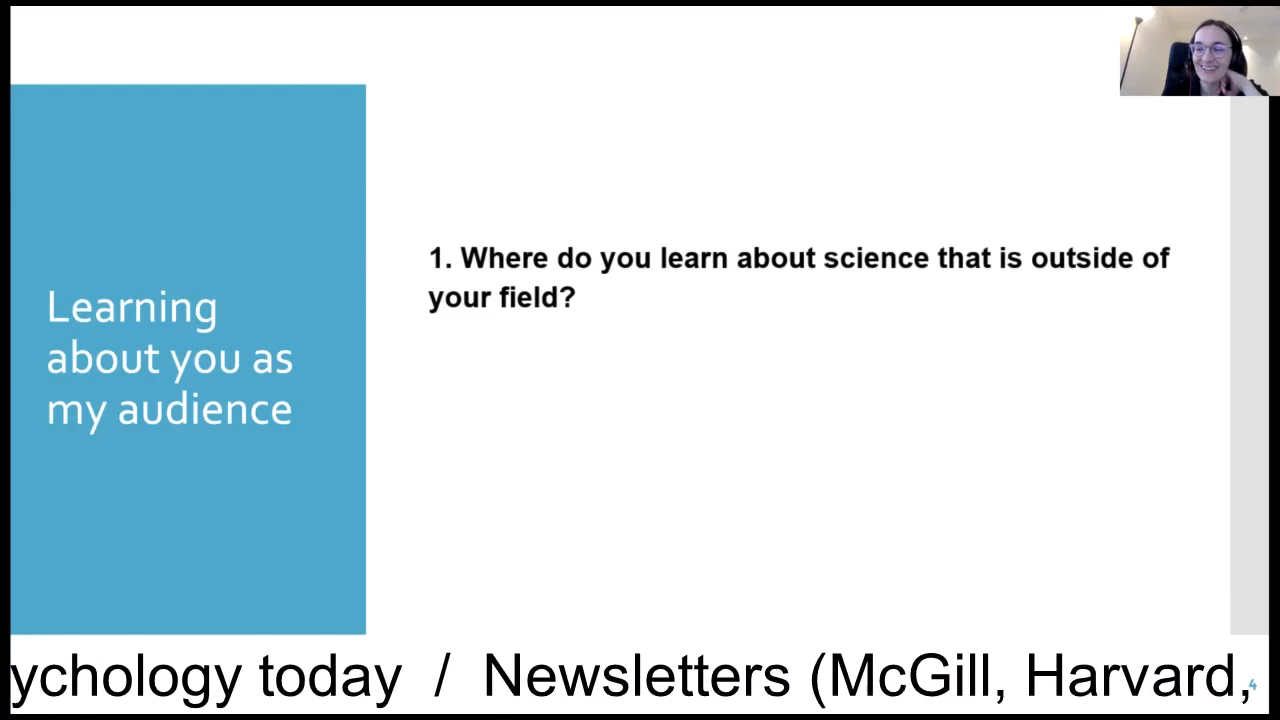 Learning
about you as
my audience
1. Where do you learn about science that is outside of
your field?
ychology today / Newsletters (McGill, Harvard,
4